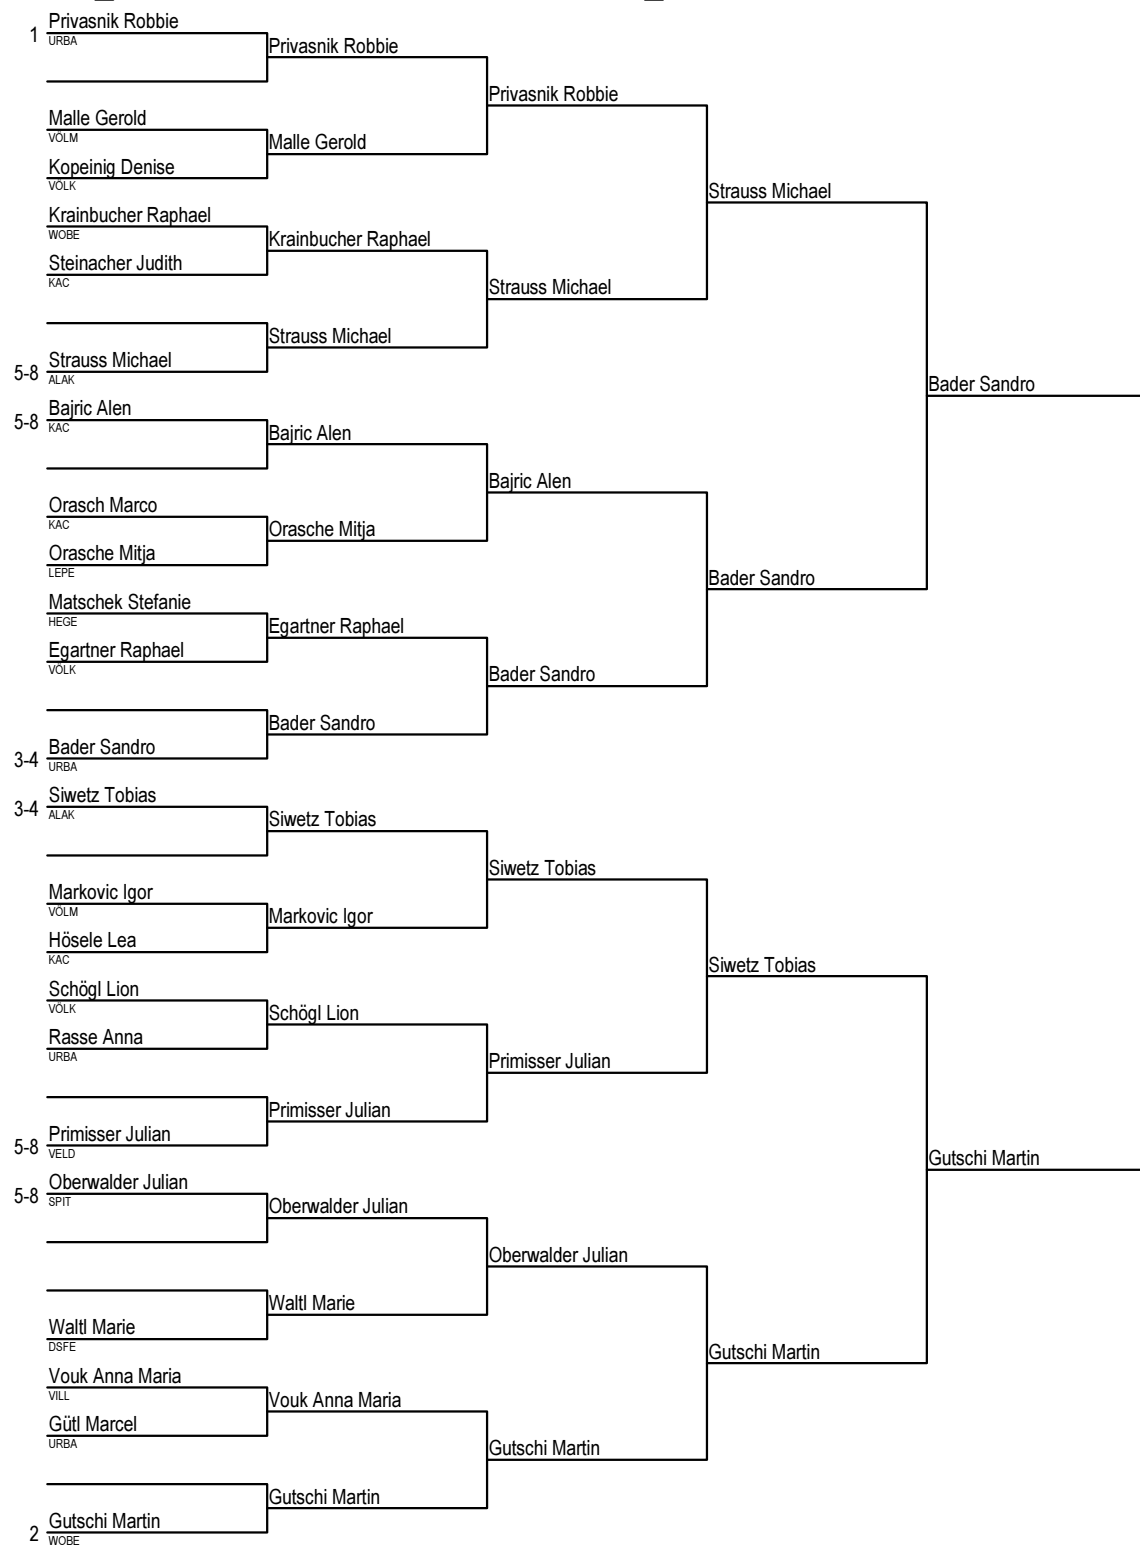 Privasnik Robbie
1
URBA
Privasnik Robbie
Privasnik Robbie
Malle Gerold
VÖLM
Malle Gerold
Kopeinig Denise
VÖLK
Strauss Michael
Krainbucher Raphael
WOBE
Krainbucher Raphael
Steinacher Judith
KAC
Strauss Michael
Strauss Michael
Strauss Michael
5-8
ALAK
Bader Sandro
Bajric Alen
5-8
KAC
Bajric Alen
Bajric Alen
Orasch Marco
KAC
Orasche Mitja
Orasche Mitja
LEPE
Bader Sandro
Matschek Stefanie
HEGE
Egartner Raphael
Egartner Raphael
VÖLK
Bader Sandro
Bader Sandro
Bader Sandro
3-4
URBA
Siwetz Tobias
3-4
ALAK
Siwetz Tobias
Siwetz Tobias
Markovic Igor
VÖLM
Markovic Igor
Hösele Lea
KAC
Siwetz Tobias
Schögl Lion
VÖLK
Schögl Lion
Rasse Anna
URBA
Primisser Julian
Primisser Julian
Primisser Julian
5-8
VELD
Gutschi Martin
Oberwalder Julian
5-8
SPIT
Oberwalder Julian
Oberwalder Julian
Waltl Marie
Waltl Marie
DSFE
Gutschi Martin
Vouk Anna Maria
VILL
Vouk Anna Maria
Gütl Marcel
URBA
Gutschi Martin
Gutschi Martin
Gutschi Martin
2
WOBE